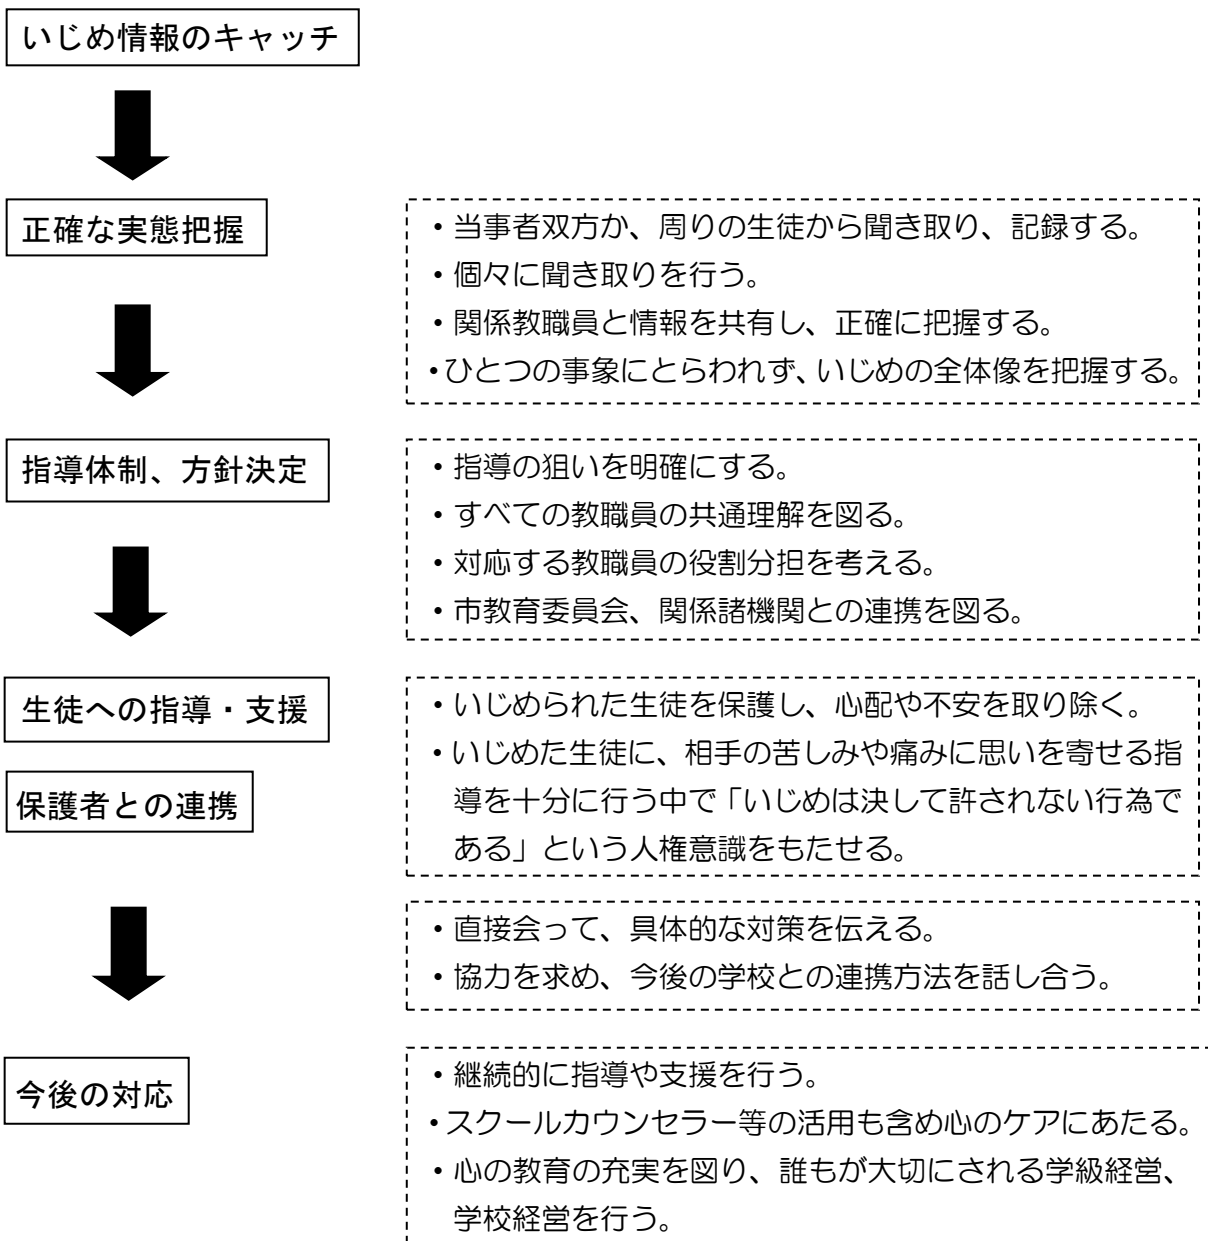 いじめ情報のキャッチ
正確な実態把握
・当事者双方か、周りの生徒から聞き取り、記録する。
・個々に聞き取りを行う。
・関係教職員と情報を共有し、正確に把握する。
・ひとつの事象にとらわれず、いじめの全体像を把握する。
指導体制、方針決定
・指導の狙いを明確にする。
・すべての教職員の共通理解を図る。
・対応する教職員の役割分担を考える。
・市教育委員会、関係諸機関との連携を図る。
生徒への指導・支援
・いじめられた生徒を保護し、心配や不安を取り除く。
・いじめた生徒に、相手の苦しみや痛みに思いを寄せる指
導を十分に行う中で「いじめは決して許されない行為で
ある」という人権意識をもたせる。
保護者との連携
・直接会って、具体的な対策を伝える。
・協力を求め、今後の学校との連携方法を話し合う。
今後の対応
・継続的に指導や支援を行う。
・スクールカウンセラー等の活用も含め心のケアにあたる。
・心の教育の充実を図り、誰もが大切にされる学級経営、
学校経営を行う。